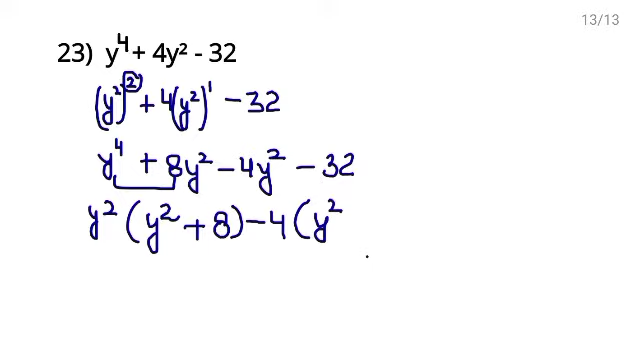 13/13
23) y⁴ + 4y² - 32
(y²)² + 4(y²)¹ - 32
y⁴ + 8y² - 4y² - 32
y² (y² + 8) - 4 (y²